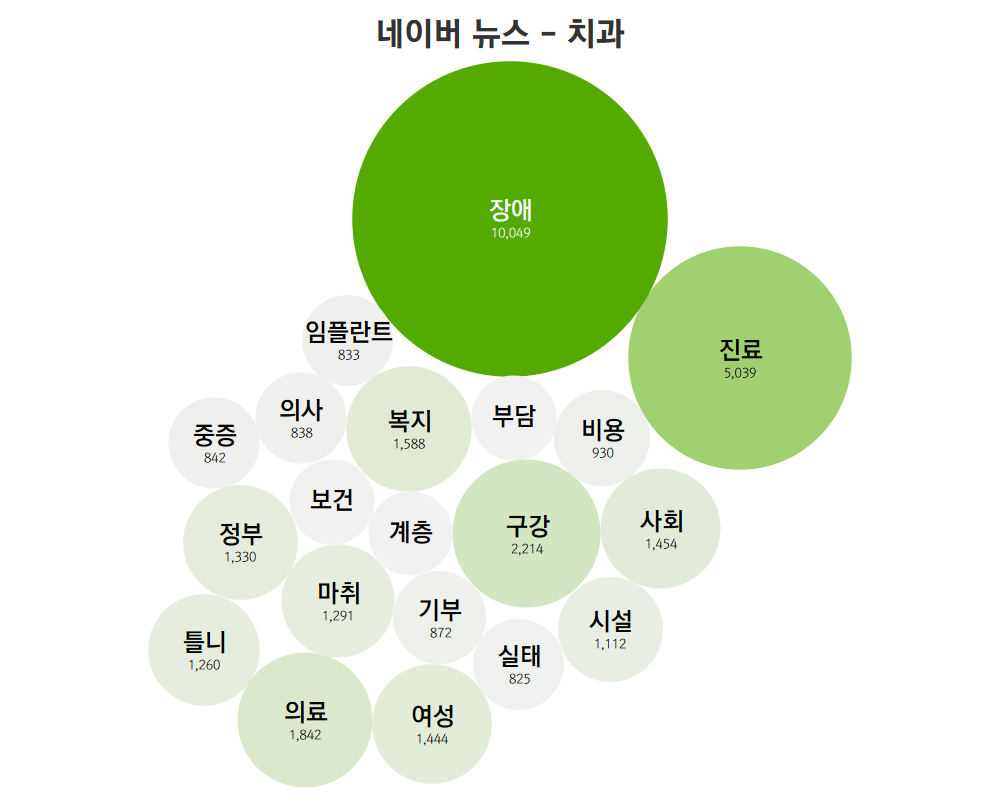 네이버 뉴스 - 치과
장애
10,049
진료
5,039
임플란트
833
의사
838
복지
1,588
부담
비용
930
중증
842
보건
계층
구강
2,214
사회
1,454
정부
1,330
마취
1,291
기부
872
시설
1,112
틀니
1,260
실태
825
의료
1,842
여성
1,444